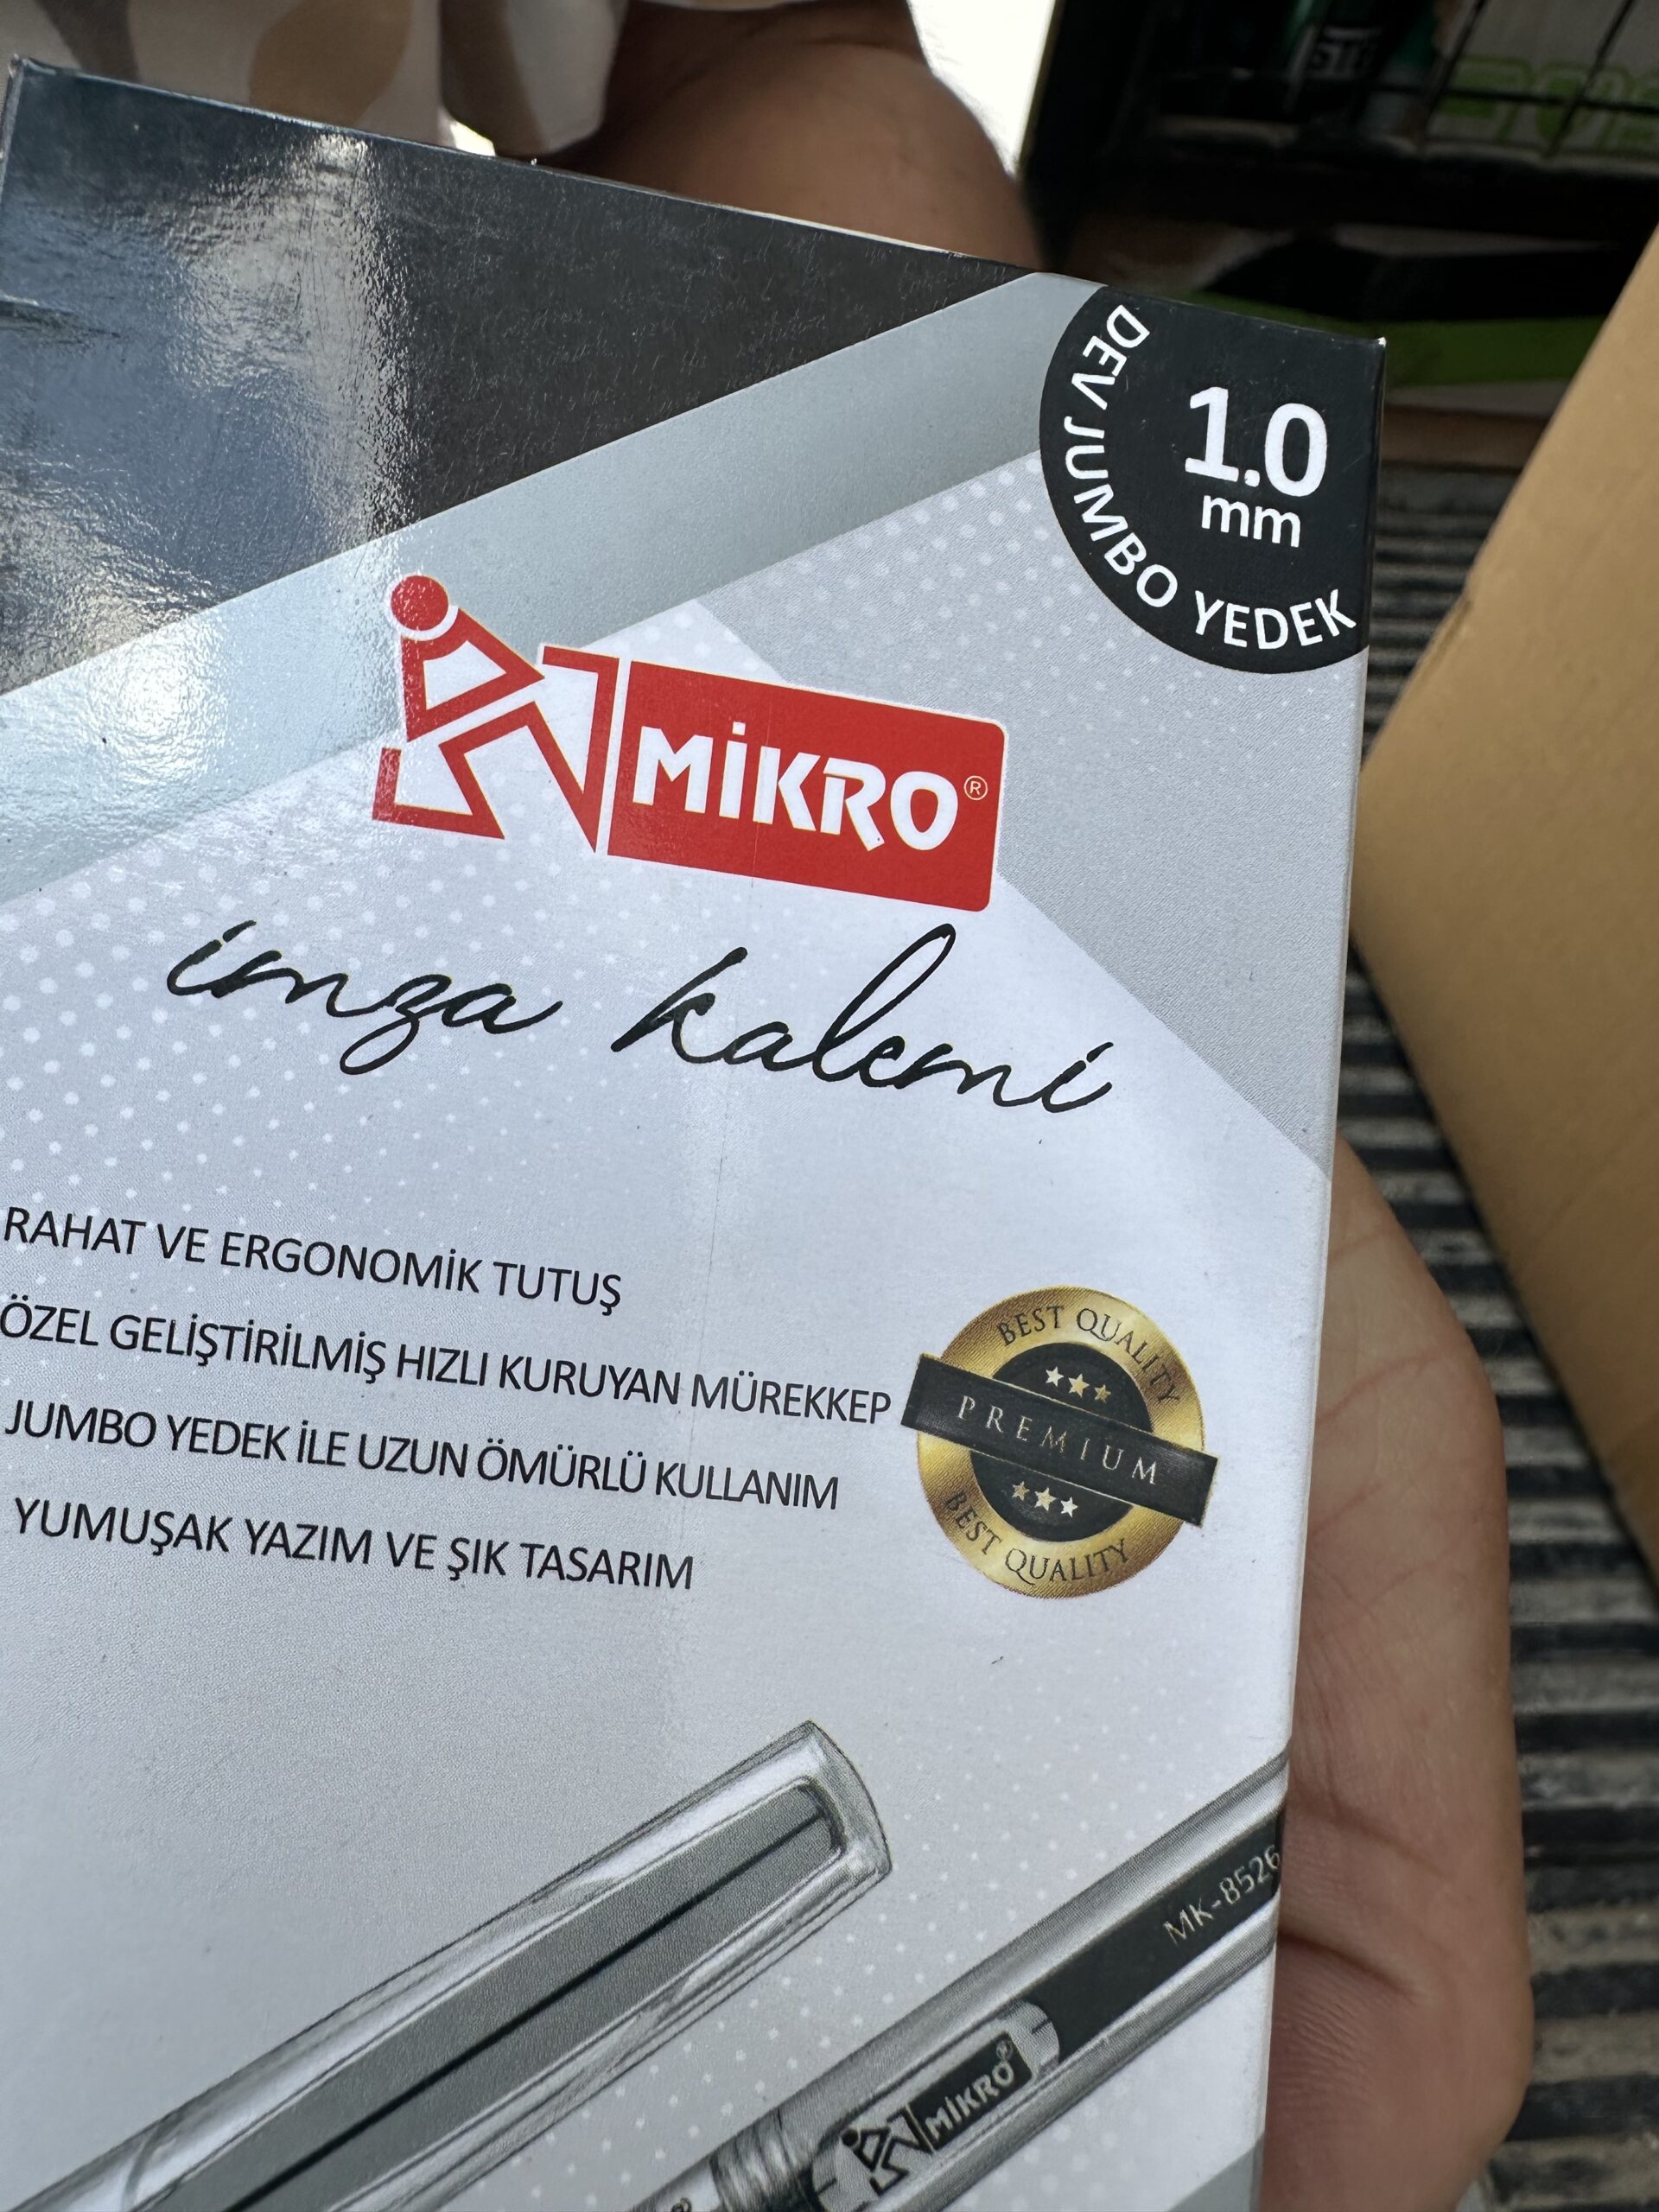 DEV JUMBO YEDEK
1.0
mm
MİKRO®
imza kalemi
RAHAT VE ERGONOMİK TUTUŞ
ÖZEL GELİŞTİRİLMİŞ HIZLI KURUYAN MÜREKKEP
JUMBO YEDEK İLE UZUN ÖMÜRLÜ KULLANIM
YUMUŞAK YAZIM VE ŞIK TASARIM
BEST QUALITY
PREMIUM
BEST QUALITY
MK-8526
MİKRO®